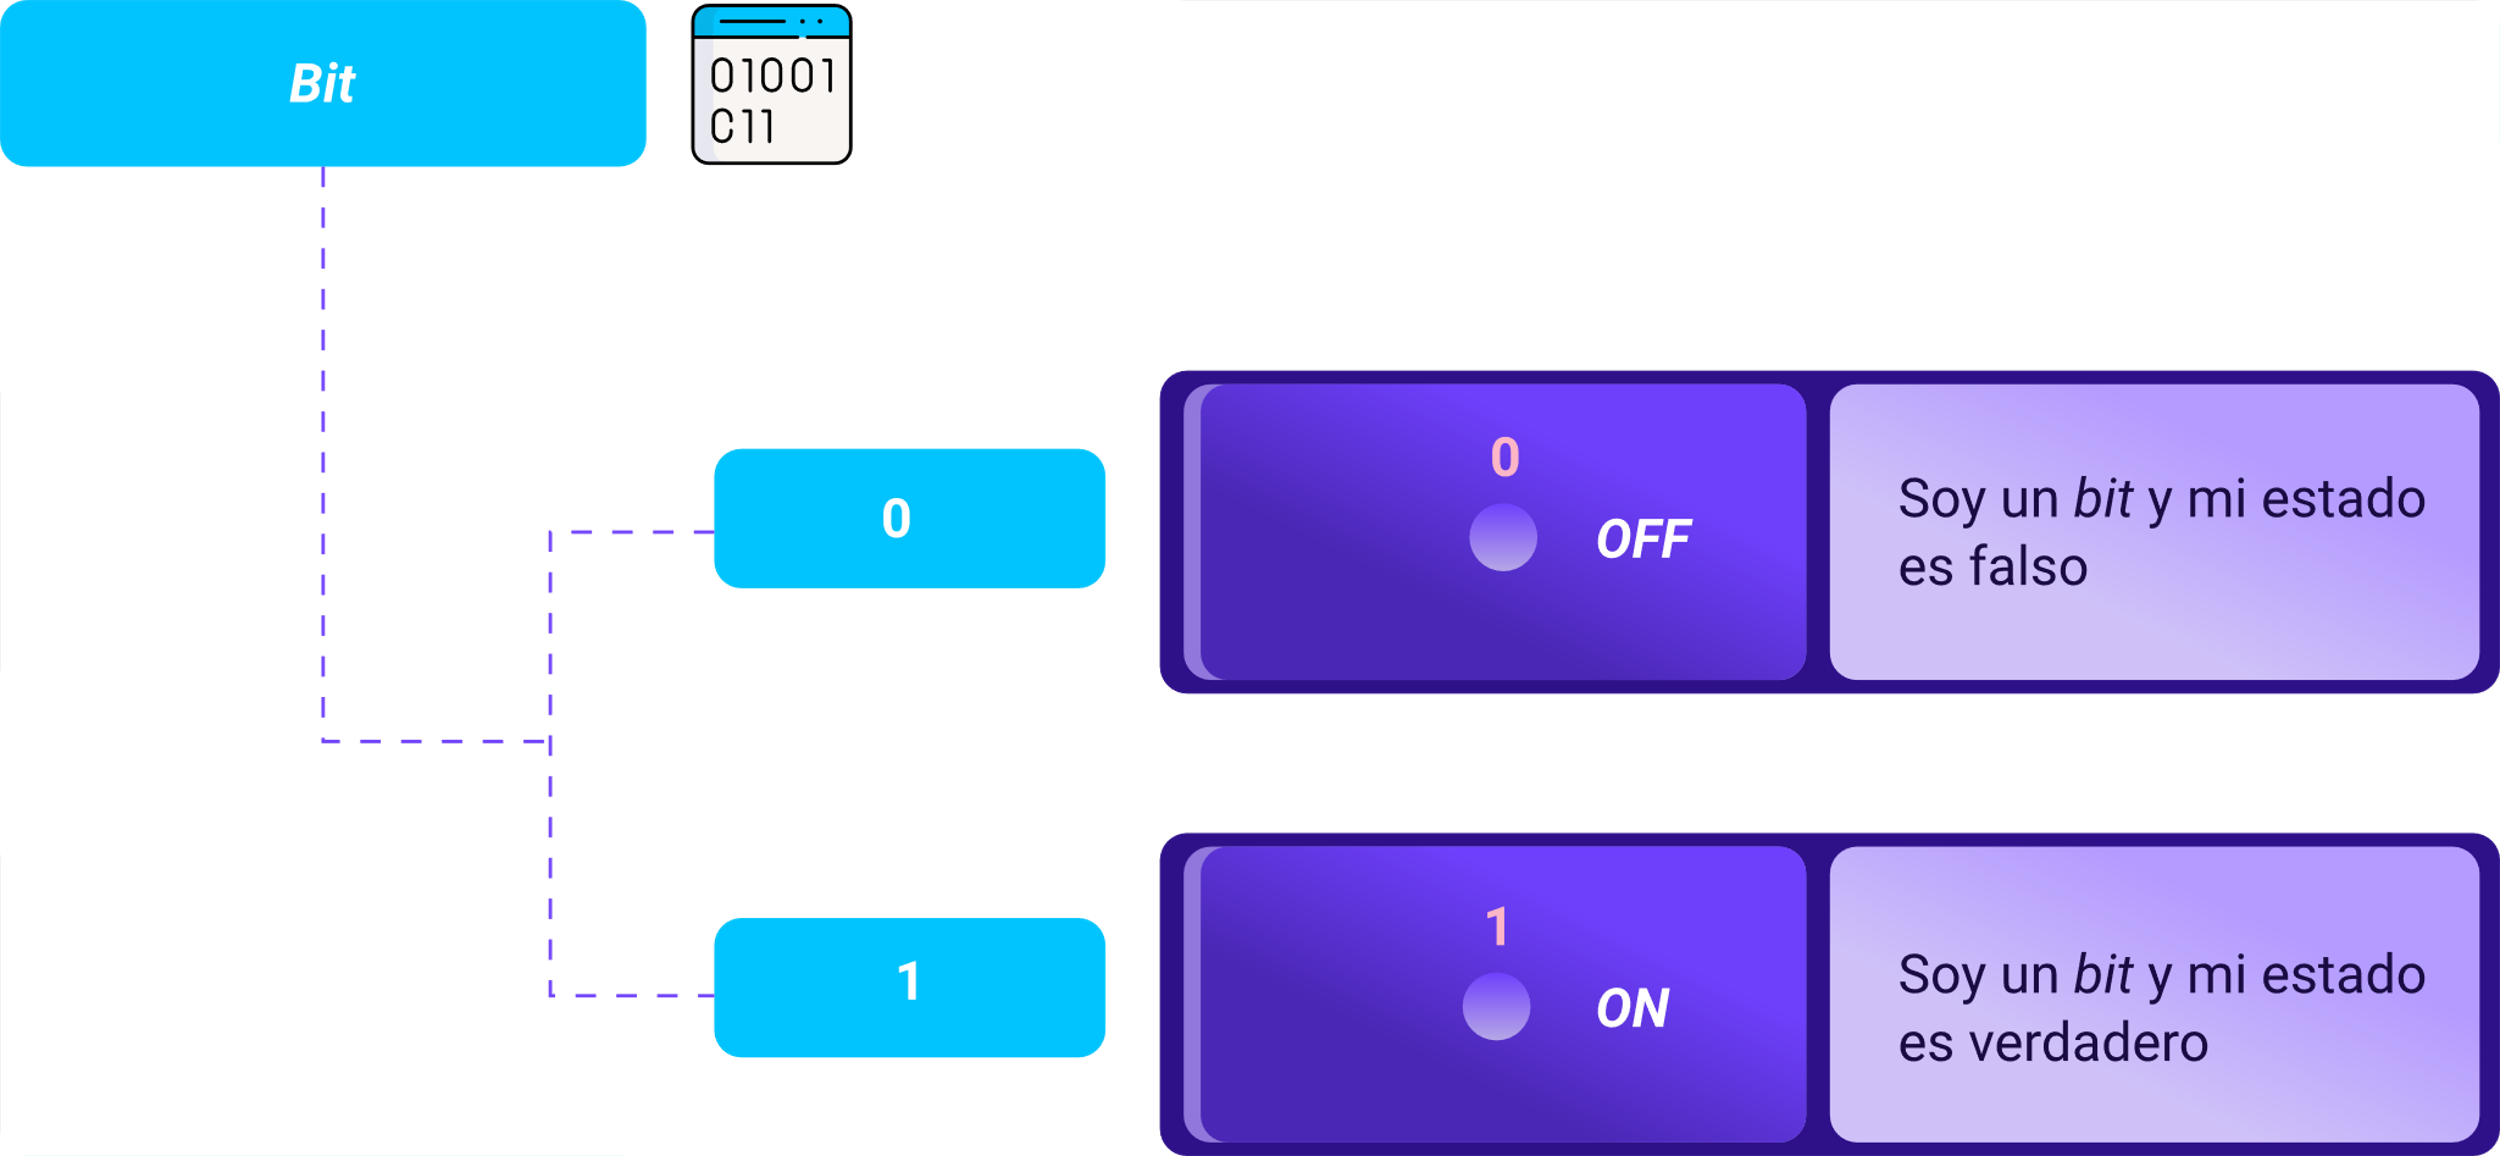 Bit
01001
C11
0
0
OFF
Soy un bit y mi estado
es falso
1
1
ON
Soy un bit y mi estado
es verdadero